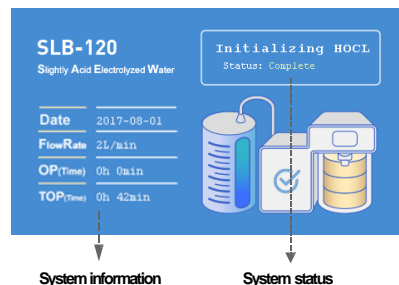 SLB-120
Slightly Acid Electrolyzed Water
Initializing HOCL
Status: Complete
Date 2017-08-01
FlowRate 2L/min
OP(Time) 0h 0min
TOP(Time) 0h 42min
System information
System status